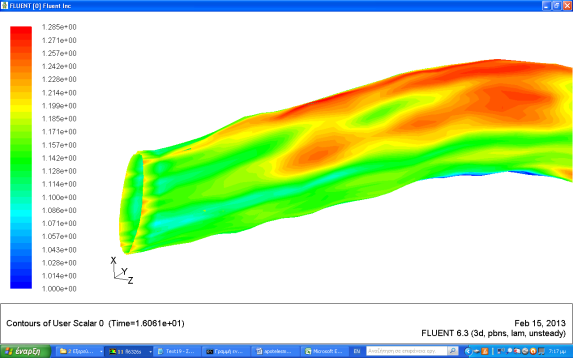 FLUENT [0] Fluent Inc
1.285e+00
1.271e+00
1.257e+00
1.242e+00
1.228e+00
1.214e+00
1.199e+00
1.185e+00
1.171e+00
1.157e+00
1.142e+00
1.128e+00
1.114e+00
1.100e+00
1.086e+00
1.071e+00
1.057e+00
1.043e+00
1.028e+00
1.014e+00
1.000e+00
X
Y
Z
Contours of User Scalar 0 (Time=1.6061e+01)
Feb 15, 2013
FLUENT 6.3 (3d, pbns, lam, unsteady)
έναρξη
Test19 - 2
Microsoft E...
EN
7:17 μμ